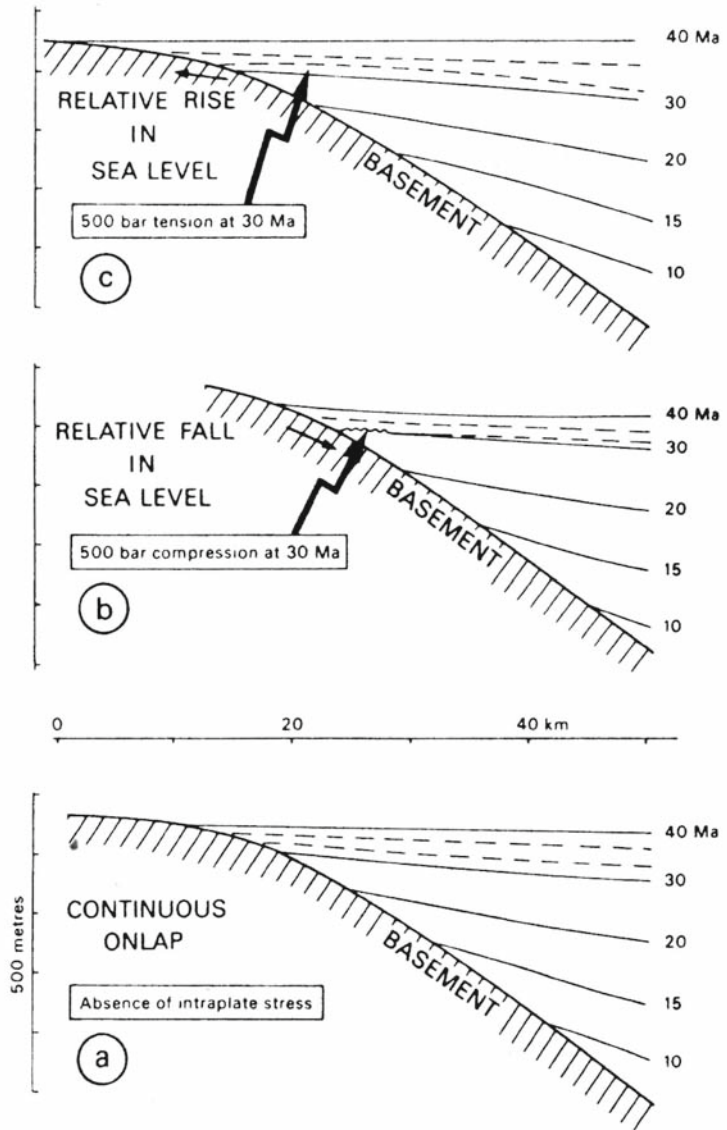 40 Ma
30
20
15
10
RELATIVE RISE
IN
SEA LEVEL
BASEMENT
500 bar tension at 30 Ma
c
40 Ma
30
20
15
10
RELATIVE FALL
IN
SEA LEVEL
BASEMENT
500 bar compression at 30 Ma
b
0 20 40 km
40 Ma
30
20
15
10
CONTINUOUS
ONLAP
BASEMENT
500 metres
Absence of intraplate stress
a